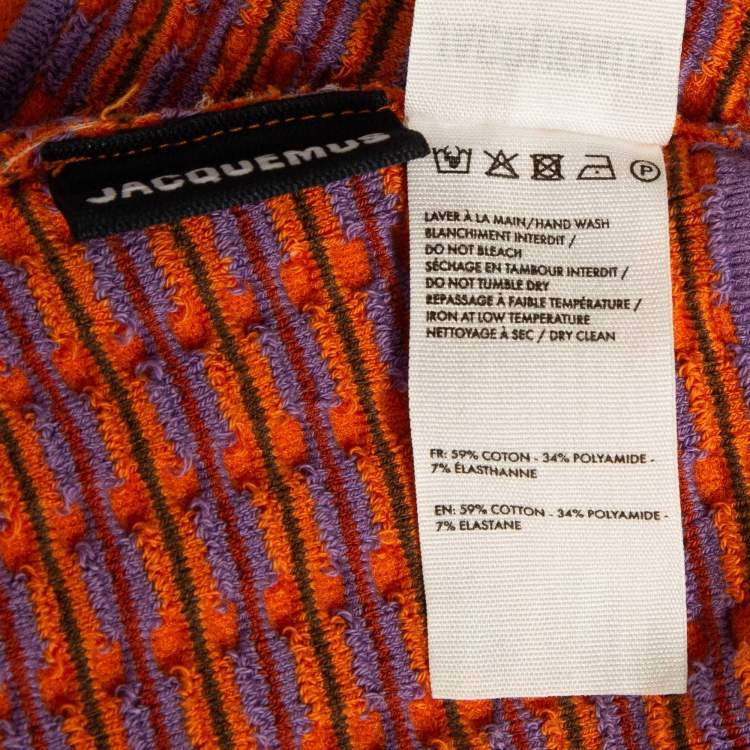 JACQUEMUS
P
LAVER À LA MAIN/HAND WASH
BLANCHIMENT INTERDIT /
DO NOT BLEACH
SÉCHAGE EN TAMBOUR INTERDIT /
DO NOT TUMBLE DRY
REPASSAGE À FAIBLE TEMPÉRATURE /
IRON AT LOW TEMPERATURE
NETTOYAGE À SEC / DRY CLEAN
FR: 59% COTON - 34% POLYAMIDE -
7% ÉLASTHANNE
EN: 59% COTTON - 34% POLYAMIDE -
7% ELASTANE